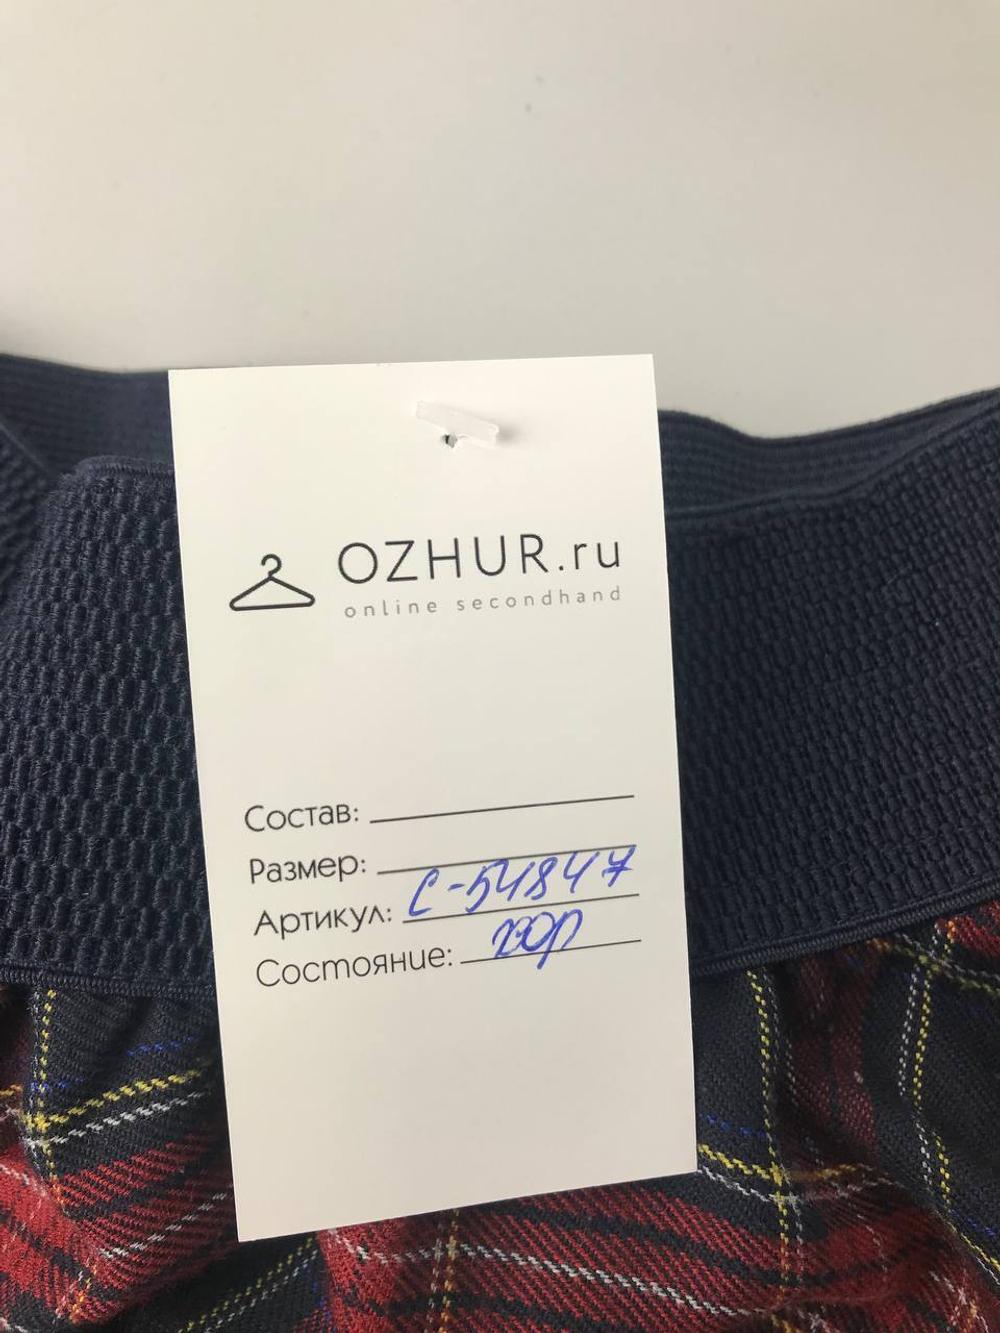 OZHUR.ru
online secondhand
Состав:
Размер:
Артикул: С-54847
Состояние: хор